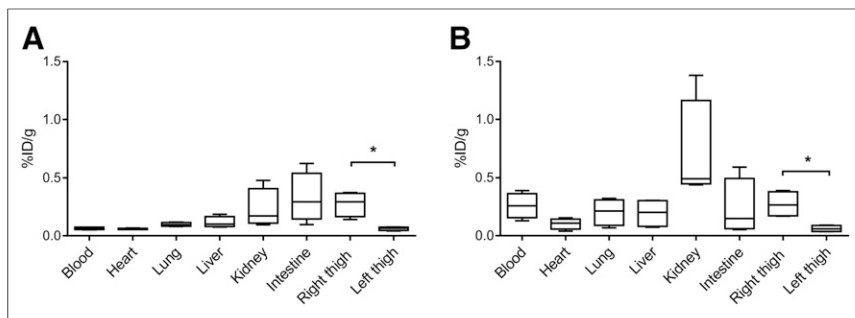 A
%ID/g
1.5
1.0
0.5
0.0
*
Blood
Heart
Lung
Liver
Kidney
Intestine
Right thigh
Left thigh
B
%ID/g
1.5
1.0
0.5
0.0
*
Blood
Heart
Lung
Liver
Kidney
Intestine
Right thigh
Left thigh